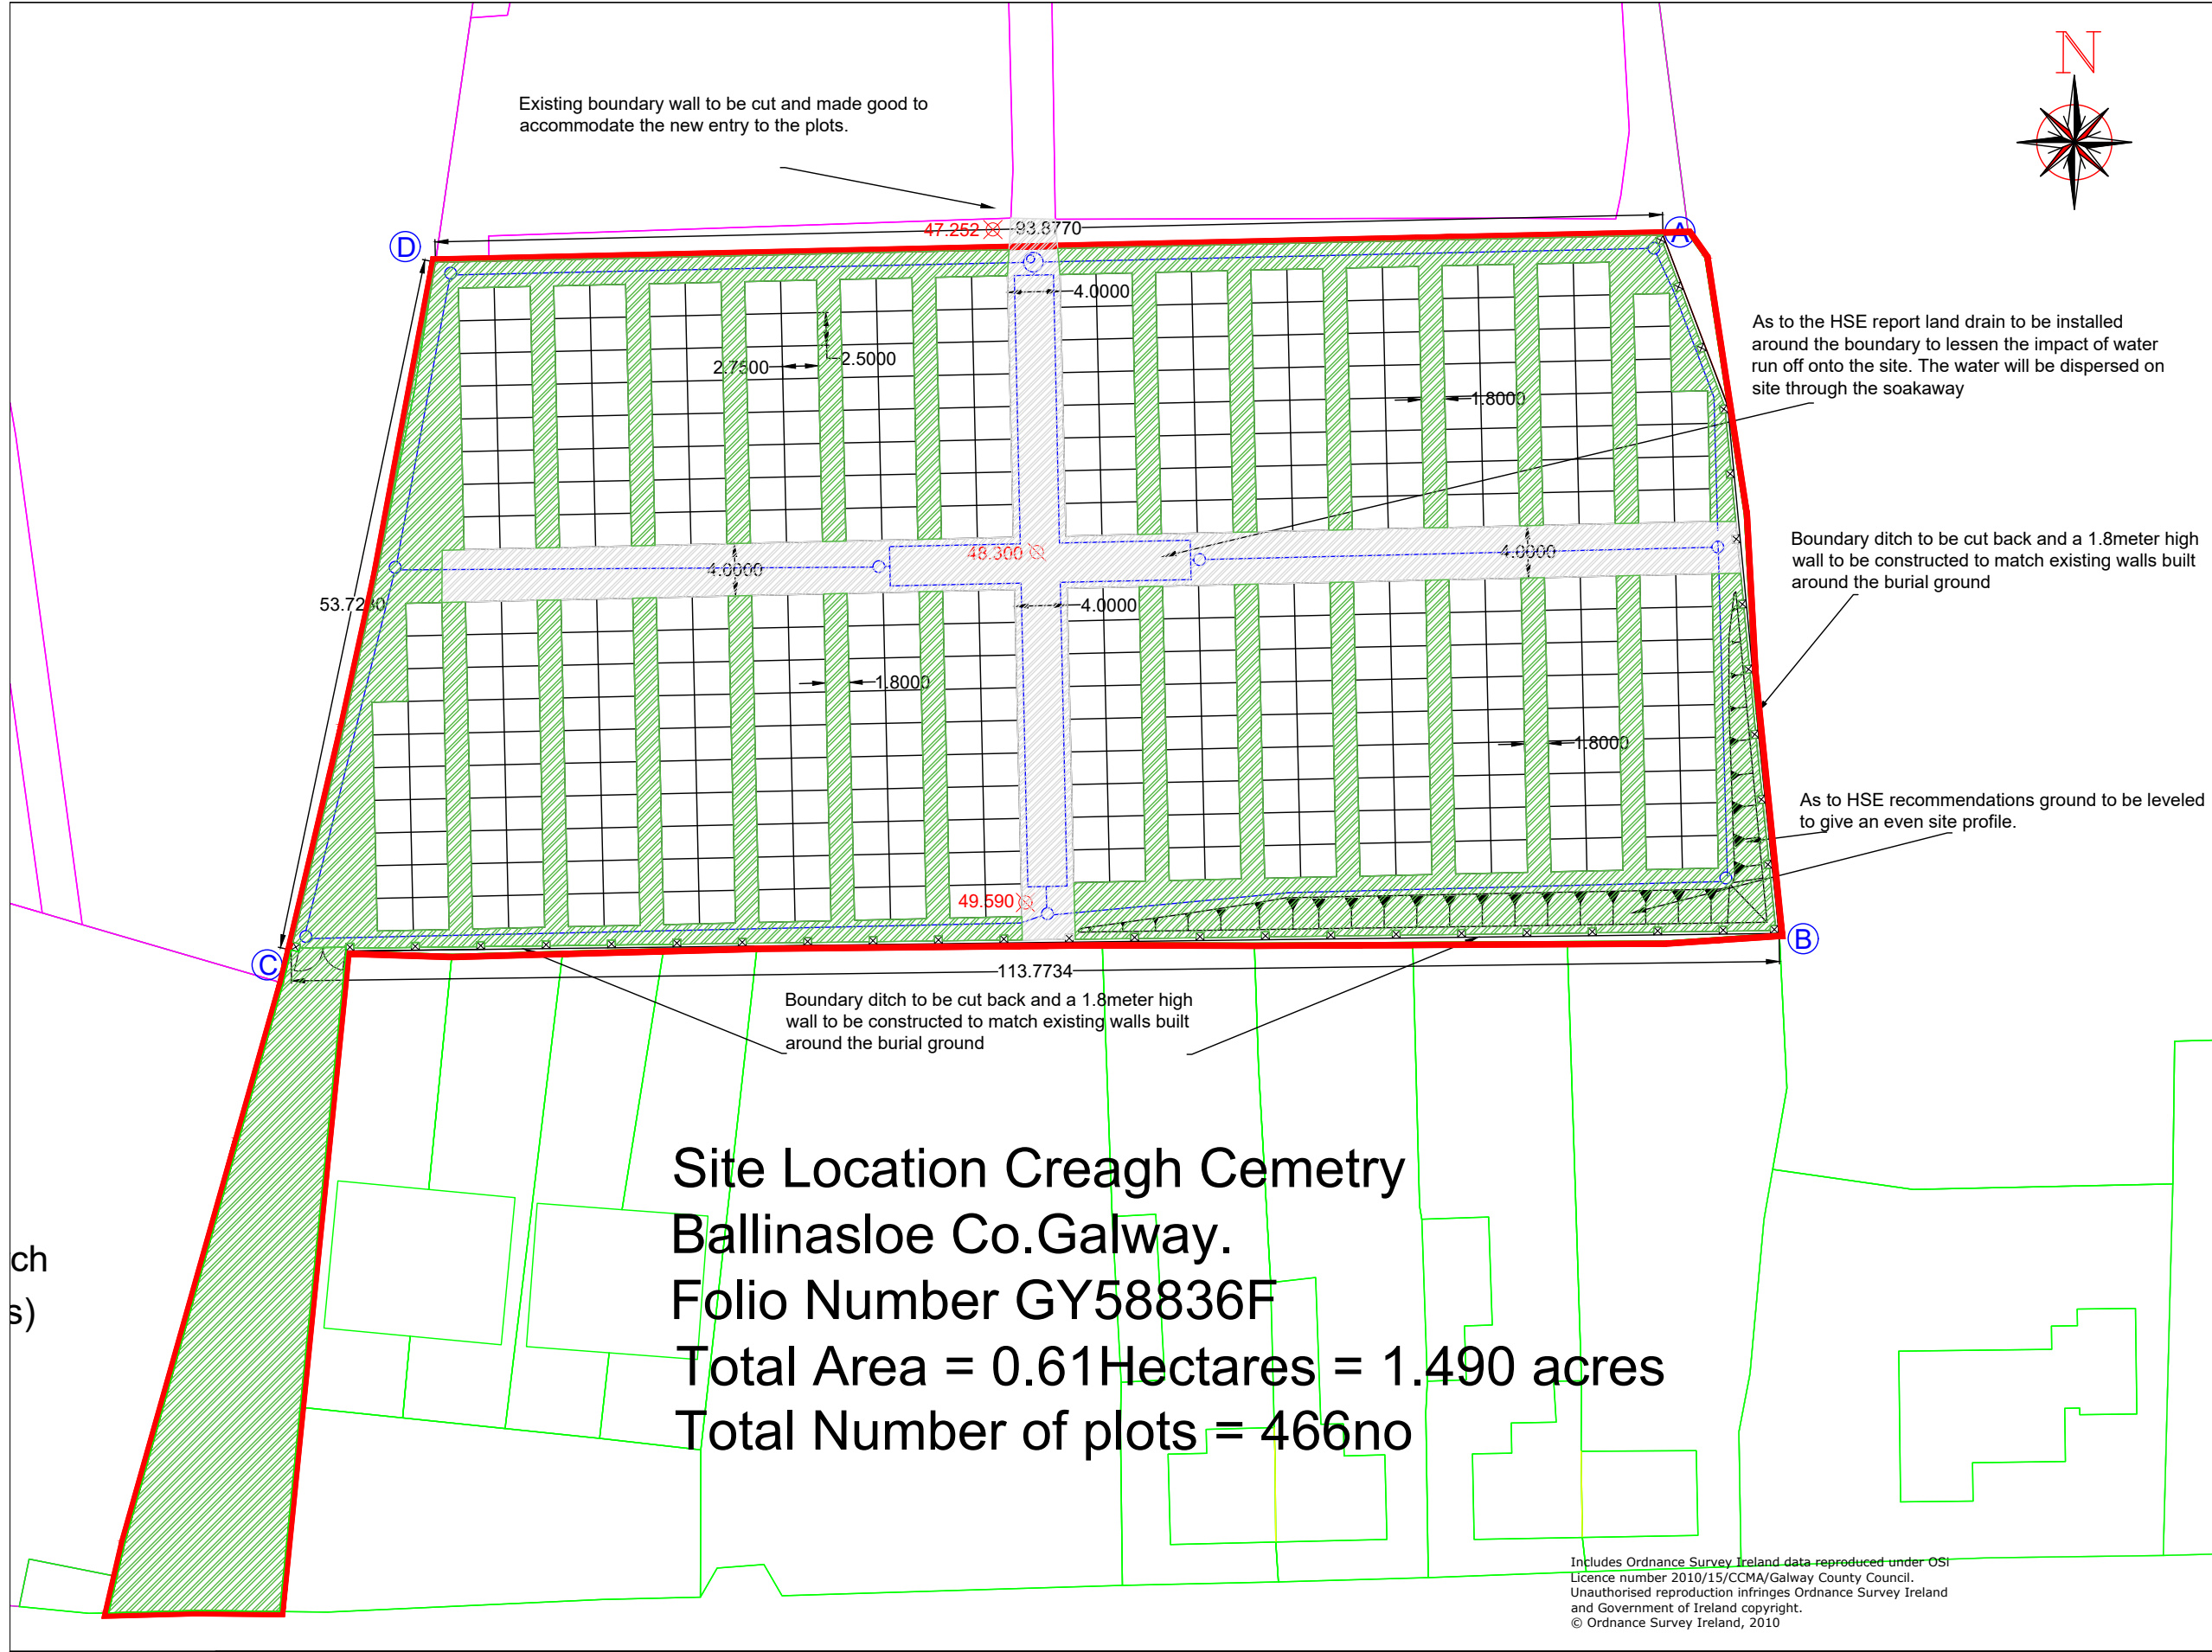 N
Existing boundary wall to be cut and made good to
accommodate the new entry to the plots.
D
47.252
93.8770
A
4.0000
As to the HSE report land drain to be installed
around the boundary to lessen the impact of water
run off onto the site. The water will be dispersed on
site through the soakaway
2.7500
2.5000
1.8000
Boundary ditch to be cut back and a 1.8meter high
wall to be constructed to match existing walls built
around the burial ground
48.300
4.0000
4.0000
4.0000
1.8000
1.8000
As to HSE recommendations ground to be leveled
to give an even site profile.
49.590
B
C
113.7734
Boundary ditch to be cut back and a 1.8meter high
wall to be constructed to match existing walls built
around the burial ground
Site Location Creagh Cemetry
Ballinasloe Co.Galway.
Folio Number GY58836F
Total Area = 0.61Hectares = 1.490 acres
Total Number of plots = 466no
ch
s)
Includes Ordnance Survey Ireland data reproduced under OSi
Licence number 2010/15/CCMA/Galway County Council.
Unauthorised reproduction infringes Ordnance Survey Ireland
and Government of Ireland copyright.
© Ordnance Survey Ireland, 2010